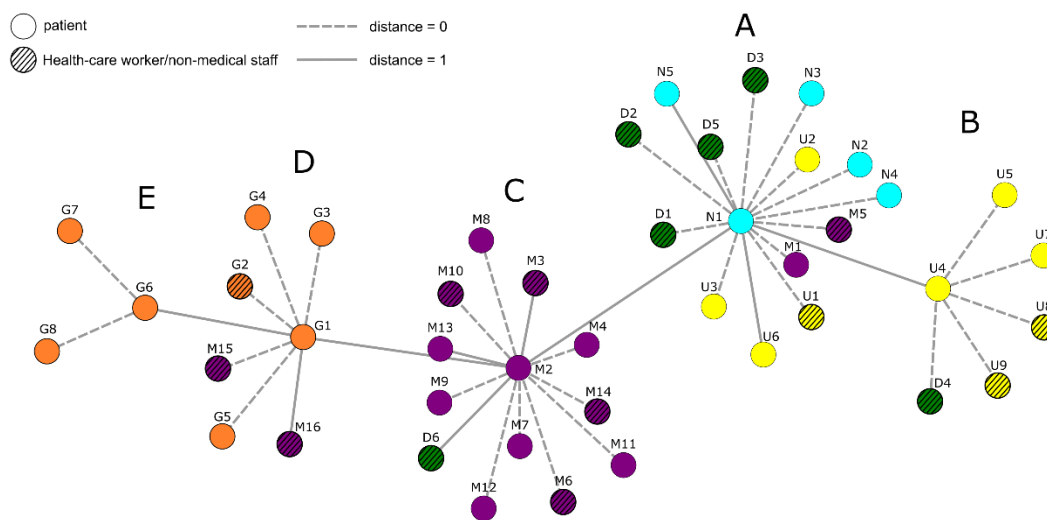 patient
distance = 0
Health-care worker/non-medical staff
distance = 1
A
B
C
D
E
D3
N5
N3
D2
D5
U2
N2
N4
N1
M5
D1
M1
U3
U1
U6
U5
U7
U4
U8
U9
D4
M8
M10
M3
M13
M4
M2
M9
M14
M7
M11
D6
M12
M6
G4
G3
G2
G1
M15
G5
M16
G7
G6
G8